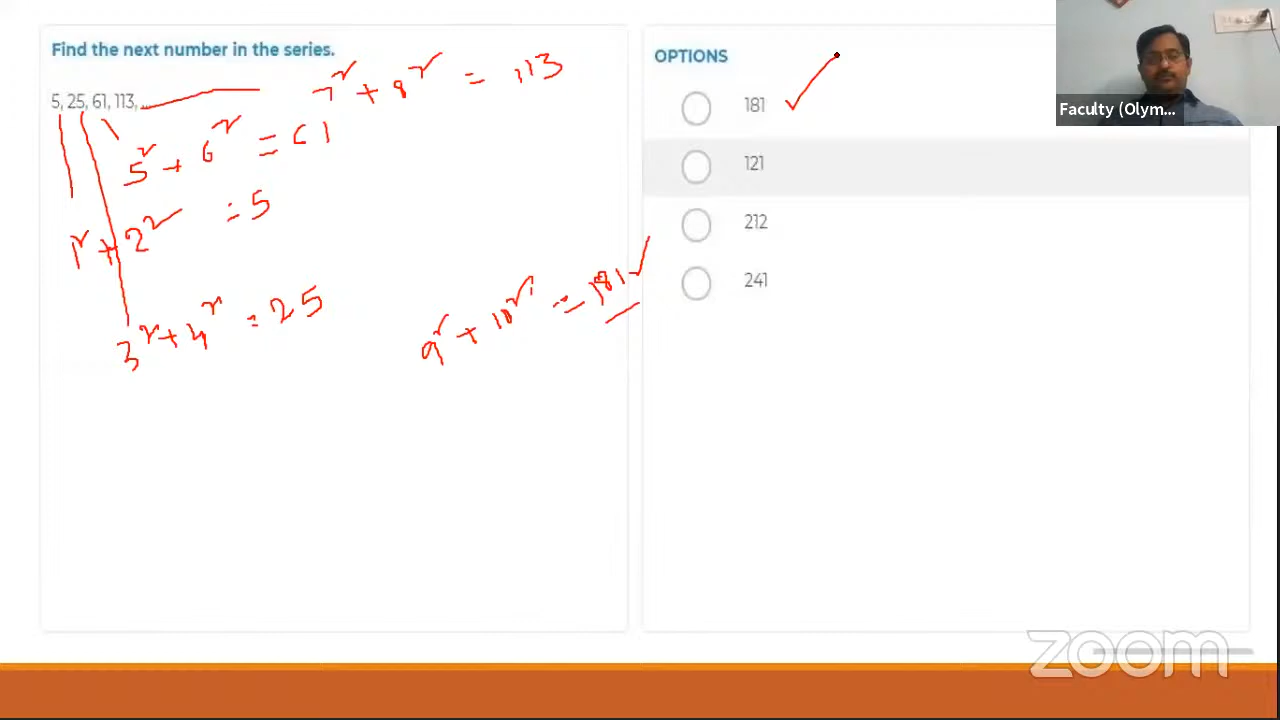 Find the next number in the series.
5, 25, 61, 113, ...
7² + 8² = 113
5² + 6² = 61
1² + 2² = 5
3² + 4² = 25
9² + 10² = 181
OPTIONS
181
121
212
241
Faculty (Olym...
zoom